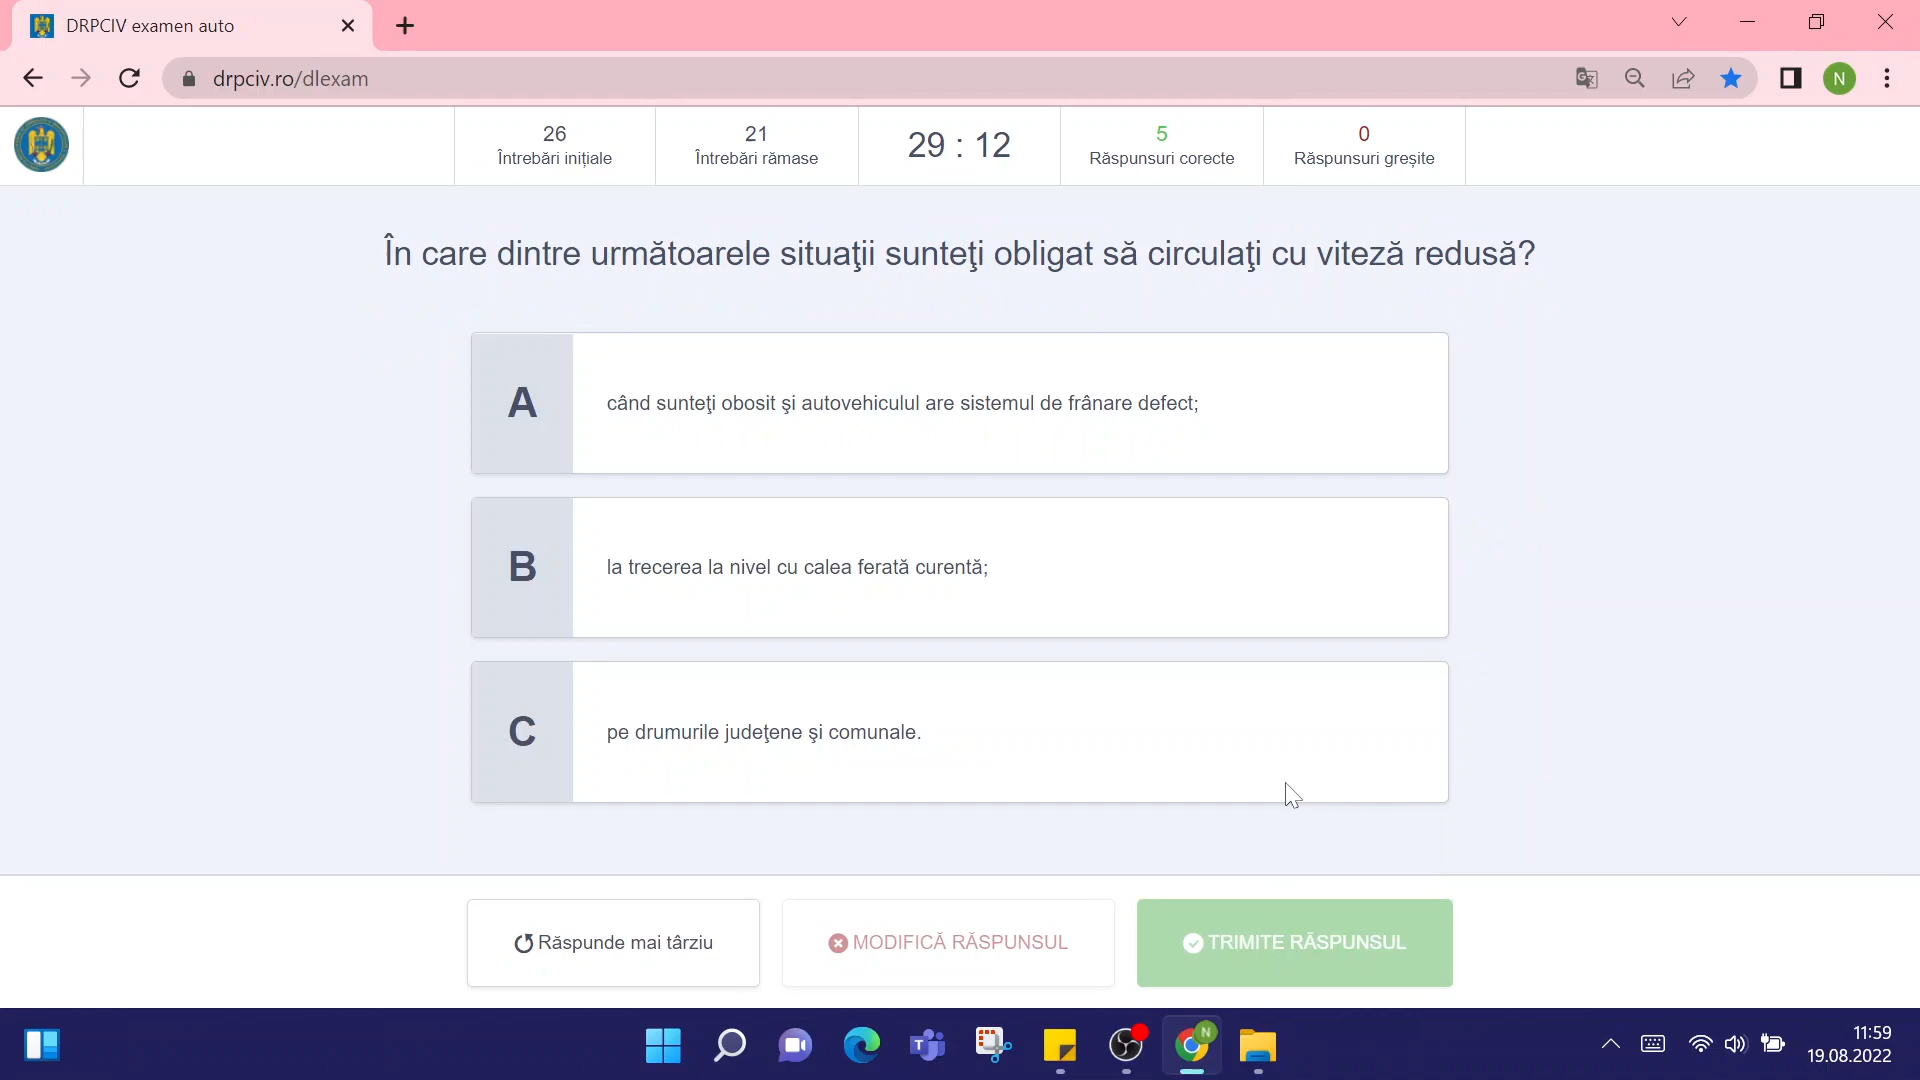 DRPCIV examen auto
drpciv.ro/dlexam
N
26
Întrebări inițiale
21
Întrebări rămase
29 : 12
5
Răspunsuri corecte
0
Răspunsuri greșite
În care dintre următoarele situaţii sunteţi obligat să circulaţi cu viteză redusă?
A
când sunteţi obosit şi autovehiculul are sistemul de frânare defect;
B
la trecerea la nivel cu calea ferată curentă;
C
pe drumurile judeţene şi comunale.
Răspunde mai târziu
MODIFICĂ RĂSPUNSUL
TRIMITE RĂSPUNSUL
T
N
11:59
19.08.2022